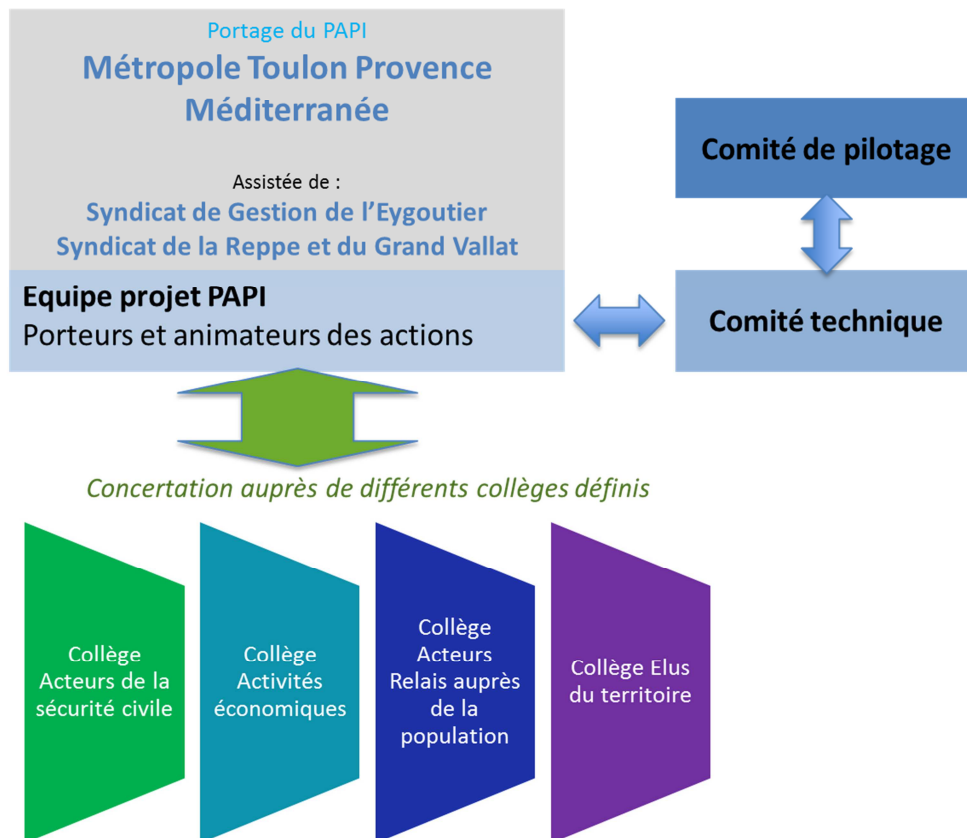 Portage du PAPI
Métropole Toulon Provence
Méditerranée
Assistée de :
Syndicat de Gestion de l'Eygoutier
Syndicat de la Reppe et du Grand Vallat
Equipe projet PAPI
Porteurs et animateurs des actions
Comité de pilotage
Comité technique
Concertation auprès de différents collèges définis
Collège
Acteurs de la
sécurité civile
Collège
Activités
économiques
Collège
Acteurs
Relais auprès
de la
population
Collège Elus
du territoire